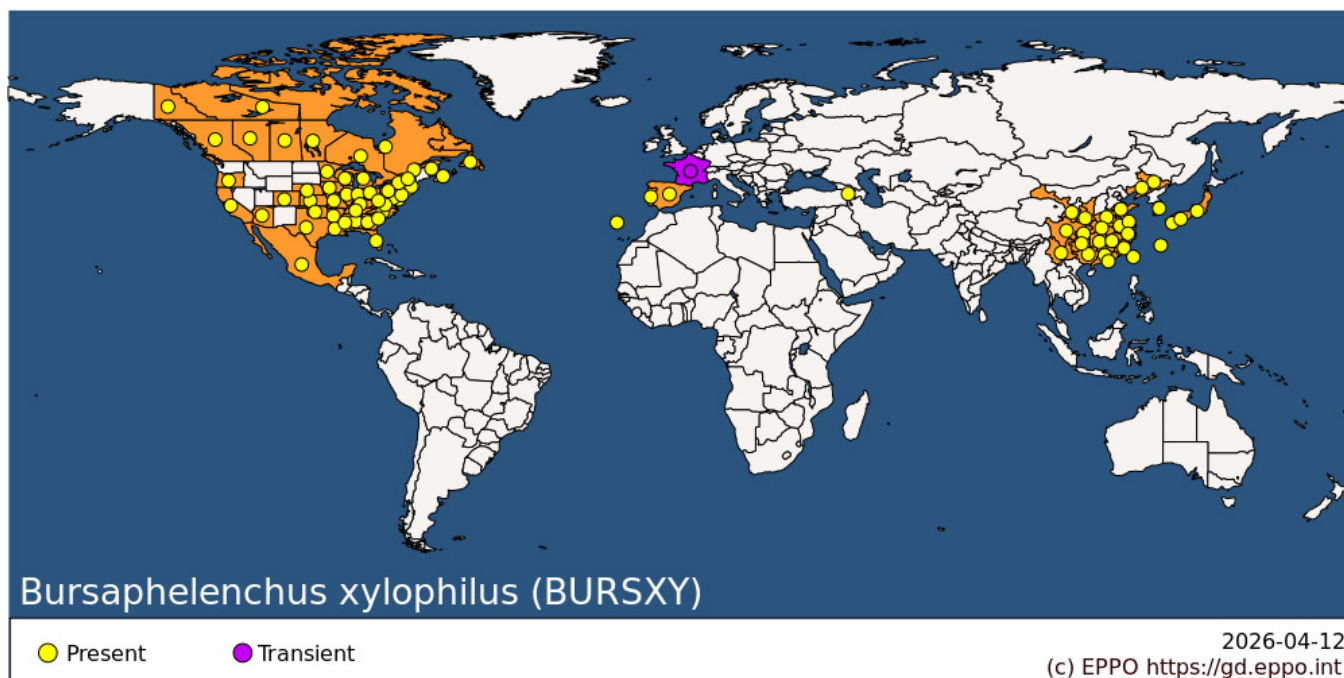 Bursaphelenchus xylophilus (BURSXY)
Present
Transient
2026-04-12
(c) EPPO https://gd.eppo.int